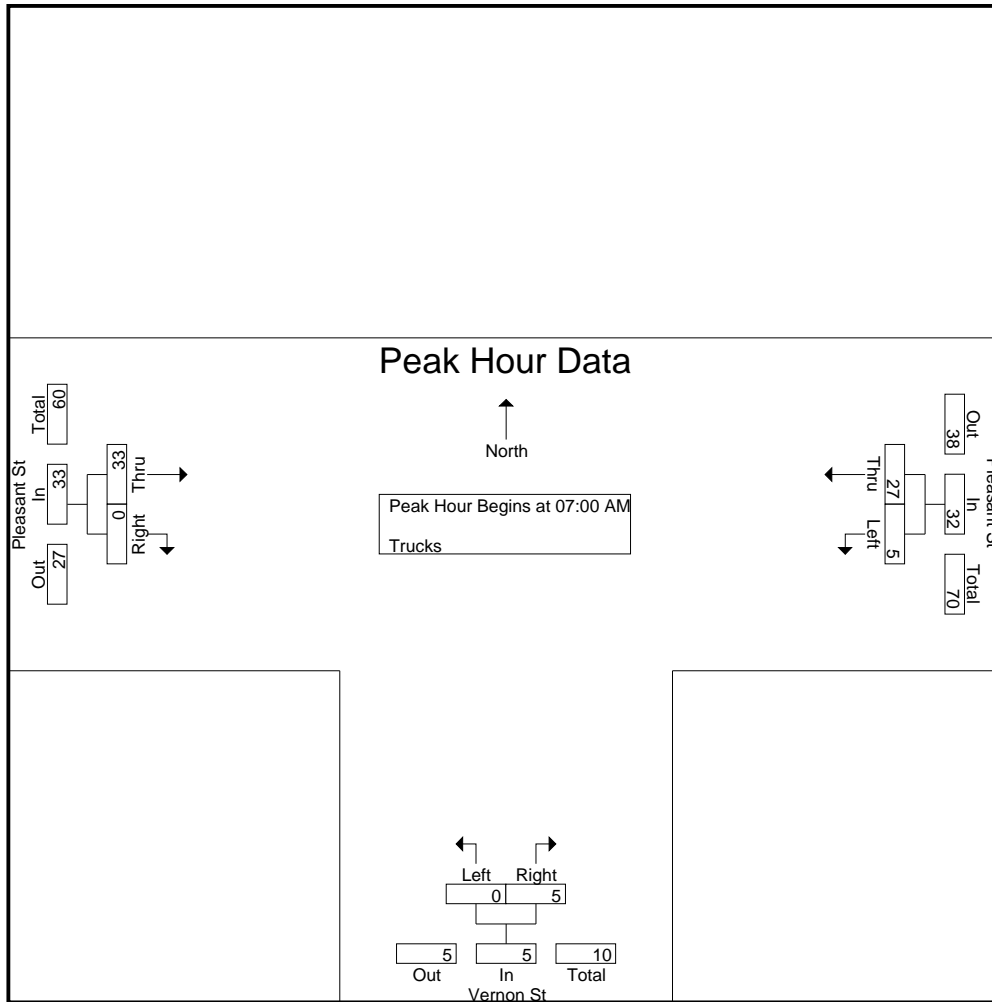 Peak Hour Data
North
Peak Hour Begins at 07:00 AM
Trucks
Pleasant St
Total
60
In
33
Out
27
33
Thru
0
Right
Out
38
In
32
Total
70
Pleasant St
Thru
27
Left
5
Left
Right
0
5
5
5
10
Out
In
Total
Vernon St